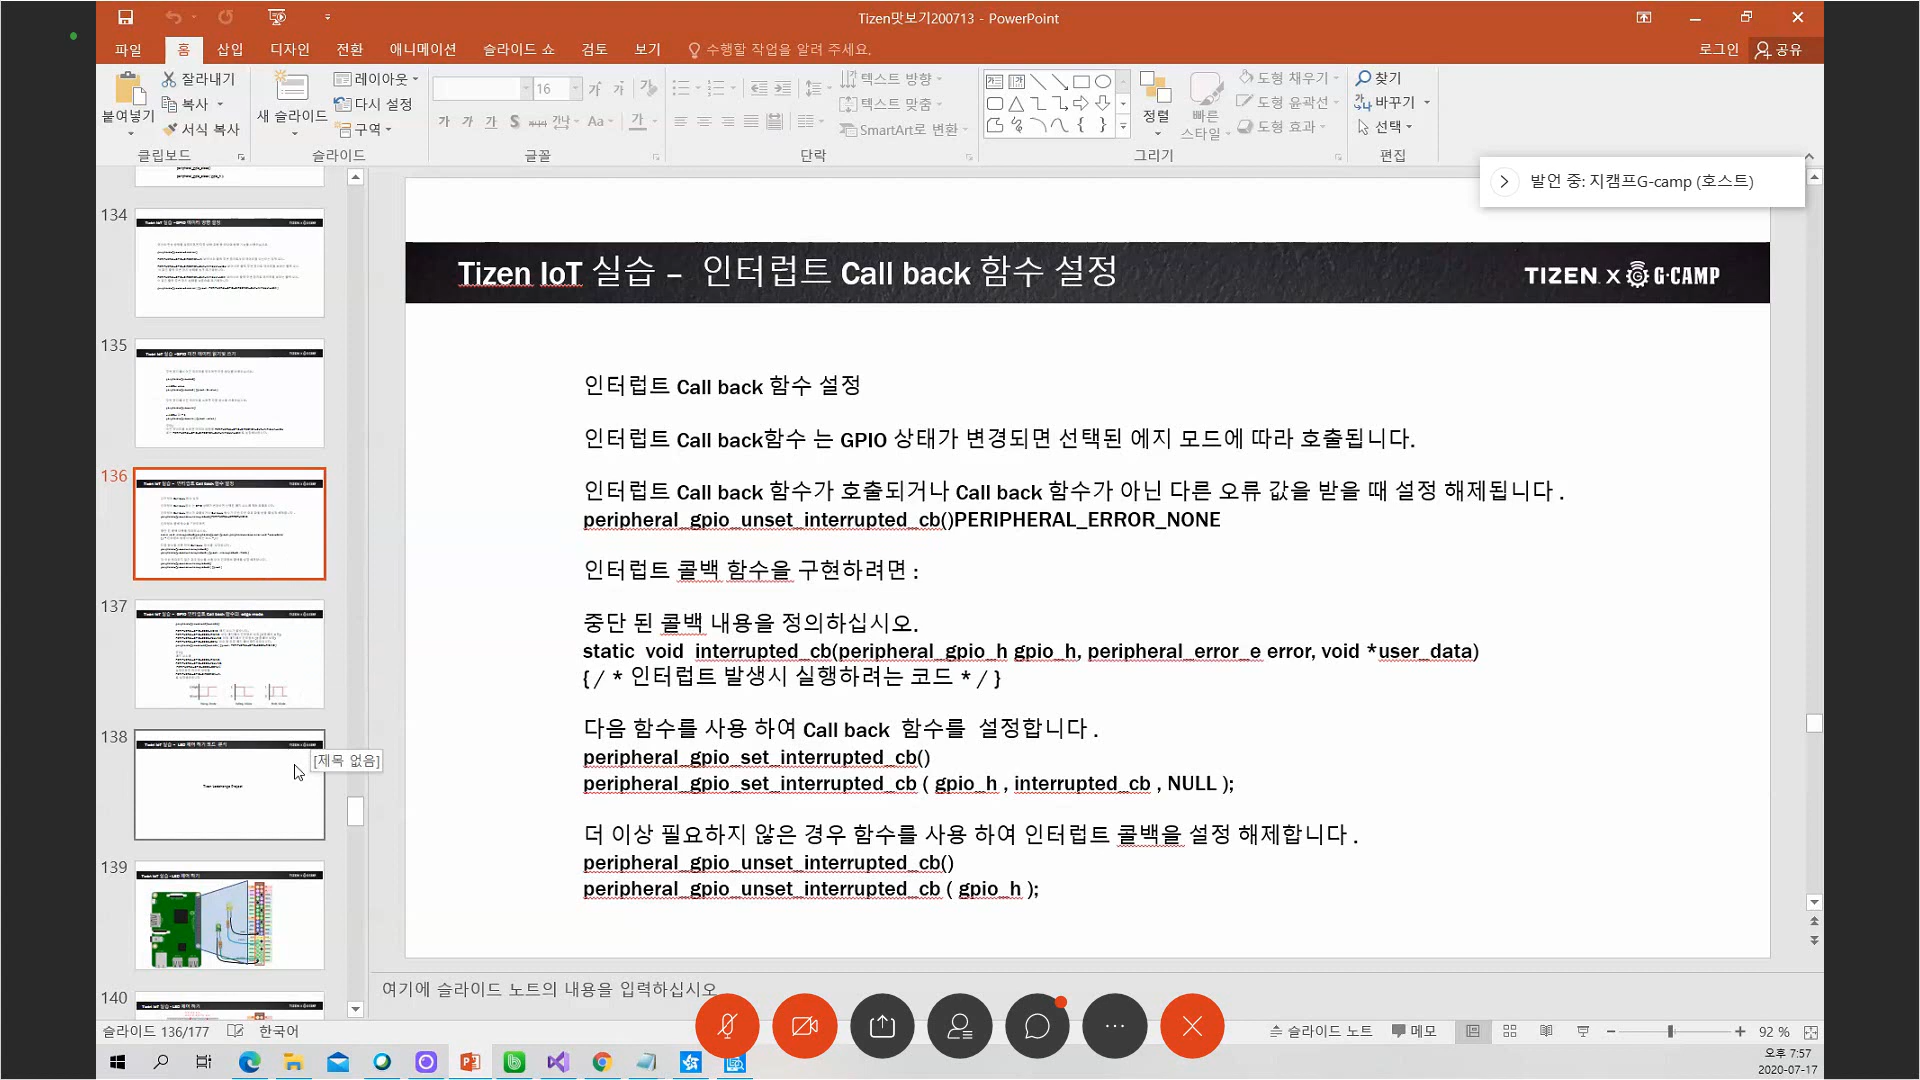 Tizen맛보기200713 - PowerPoint
파일 홈 삽입 디자인 전환 애니메이션 슬라이드 쇼 검토 보기 수행할 작업을 알려 주세요. 로그인 공유
붙여넣기 잘라내기 복사 서식 복사 클립보드
새 슬라이드 레이아웃 다시 설정 구역 슬라이드
16
가 가 가 S abc 간 Aa 가
글꼴
텍스트 방향 텍스트 맞춤 SmartArt로 변환 단락
정렬 빠른 스타일 도형 채우기 도형 윤곽선 도형 효과 그리기
찾기 바꾸기 선택 편집
발언 중: 지캠프G-camp (호스트)
134
135
136
137
138
[제목 없음]
139
140
Tizen IoT 실습 – 인터럽트 Call back 함수 설정
TIZEN x G·CAMP
인터럽트 Call back 함수 설정
인터럽트 Call back함수 는 GPIO 상태가 변경되면 선택된 에지 모드에 따라 호출됩니다.
인터럽트 Call back 함수가 호출되거나 Call back 함수가 아닌 다른 오류 값을 받을 때 설정 해제됩니다 .
peripheral_gpio_unset_interrupted_cb()PERIPHERAL_ERROR_NONE
인터럽트 콜백 함수을 구현하려면 :
중단 된 콜백 내용을 정의하십시오.
static void interrupted_cb(peripheral_gpio_h gpio_h, peripheral_error_e error, void *user_data)
{ / * 인터럽트 발생시 실행하려는 코드 * / }
다음 함수를 사용 하여 Call back 함수를 설정합니다 .
peripheral_gpio_set_interrupted_cb()
peripheral_gpio_set_interrupted_cb ( gpio_h , interrupted_cb , NULL );
더 이상 필요하지 않은 경우 함수를 사용 하여 인터럽트 콜백을 설정 해제합니다 .
peripheral_gpio_unset_interrupted_cb()
peripheral_gpio_unset_interrupted_cb ( gpio_h );
여기에 슬라이드 노트의 내용을 입력하십시오
슬라이드 136/177 한국어 슬라이드 노트 메모 92 %
오후 7:57
2020-07-17